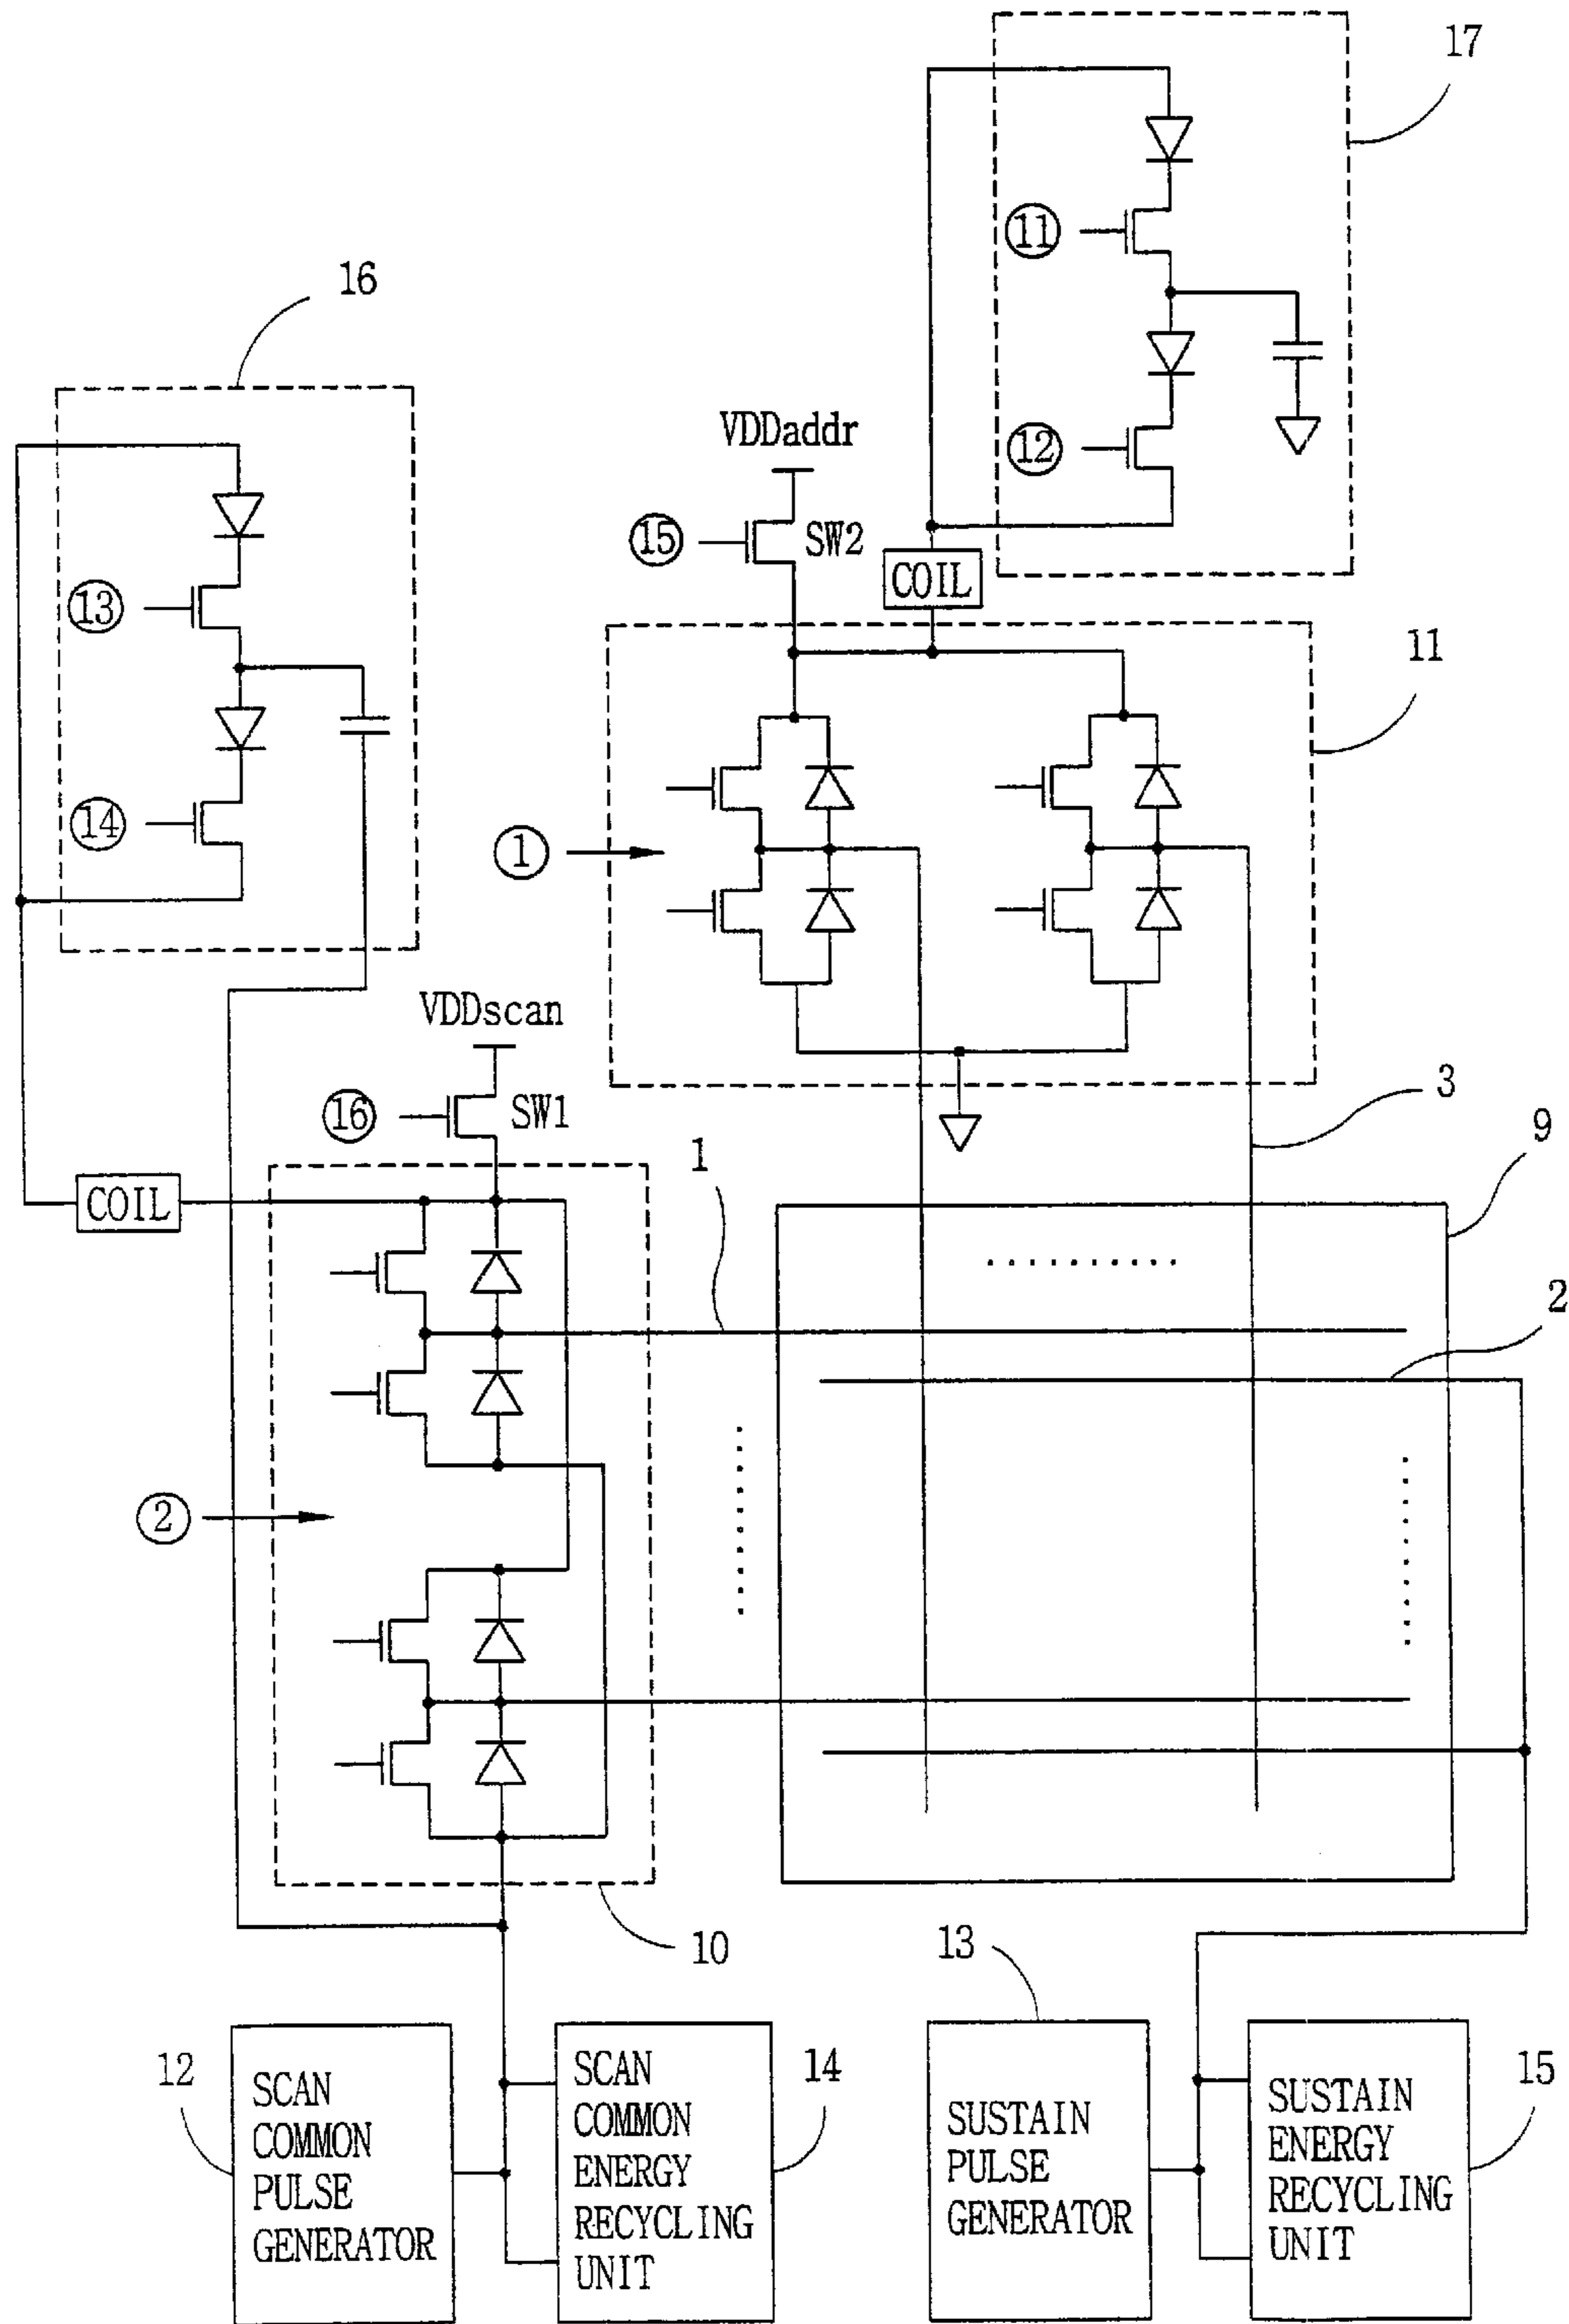 17
⑪
16
VDDaddr
⑫
⑮
SW2
COIL
⑬
11
⑭
①
VDDscan
3
⑯
SW1
9
1
COIL
2
②
10
13
12
SCAN
COMMON
PULSE
GENERATOR
SCAN
COMMON
ENERGY
RECYCLING
UNIT
14
SUSTAIN
PULSE
GENERATOR
SUSTAIN
ENERGY
RECYCLING
UNIT
15